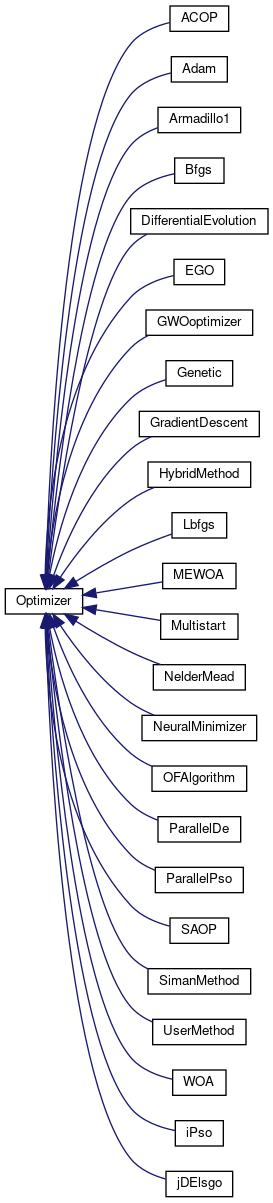 ACOP
Adam
Armadillo1
Bfgs
DifferentialEvolution
EGO
GWOoptimizer
Genetic
GradientDescent
HybridMethod
Lbfgs
MEWOA
Optimizer
Multistart
NelderMead
NeuralMinimizer
OFAlgorithm
ParallelDe
ParallelPso
SAOP
SimanMethod
UserMethod
WOA
iPso
jDElsgo